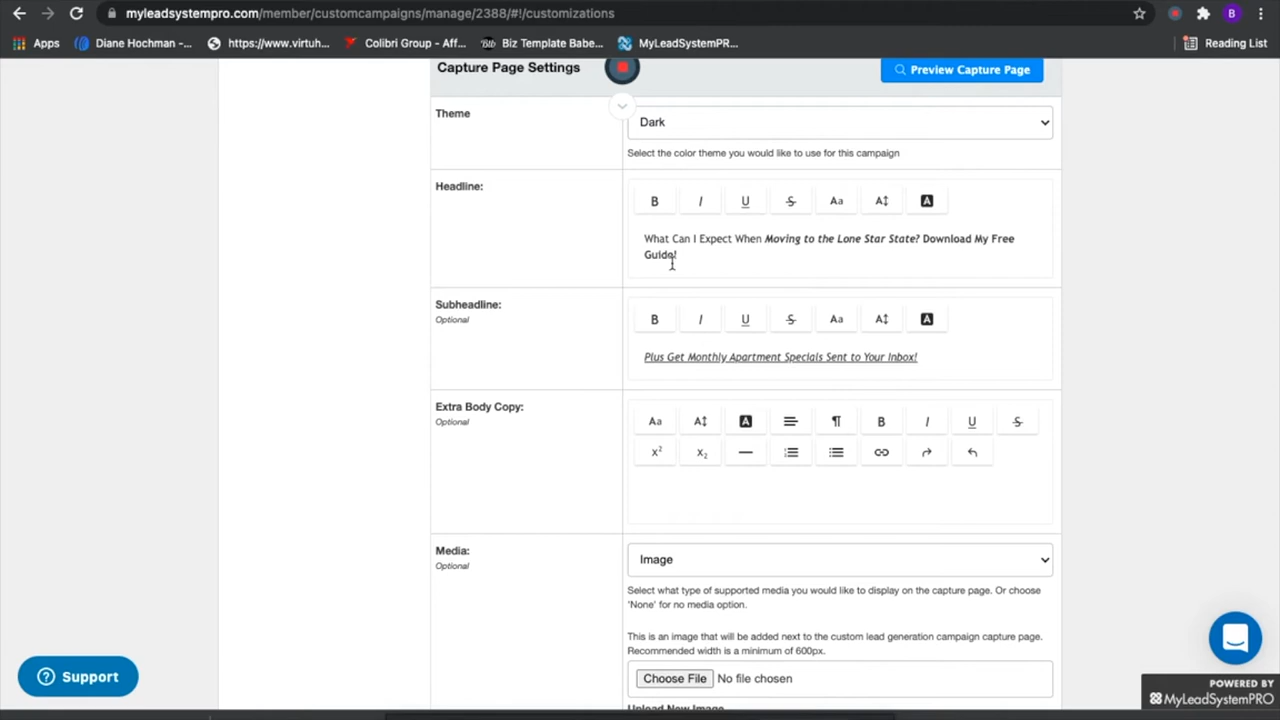 myleadsystempro.com/member/customcampaigns/manage/2388/#!/customizations
B
Apps
Diane Hochman -...
https://www.virtuh...
Colibri Group - Aff...
Biz Template Babe...
MyLeadSystemPR...
Reading List
Capture Page Settings
Preview Capture Page
Theme
Dark
Select the color theme you would like to use for this campaign
Headline:
B I U S Aa A A
What Can I Expect When Moving to the Lone Star State? Download My Free
Guide!
Subheadline:
Optional
B I U S Aa A A
Plus Get Monthly Apartment Specials Sent to Your Inbox!
Extra Body Copy:
Optional
Aa A A ¶ B I U S
x² x₂
Media:
Optional
Image
Select what type of supported media you would like to display on the capture page. Or choose
'None' for no media option.
This is an image that will be added next to the custom lead generation campaign capture page.
Recommended width is a minimum of 600px.
Choose File No file chosen
Upload New Image
Support
POWERED BY
MyLeadSystemPRO